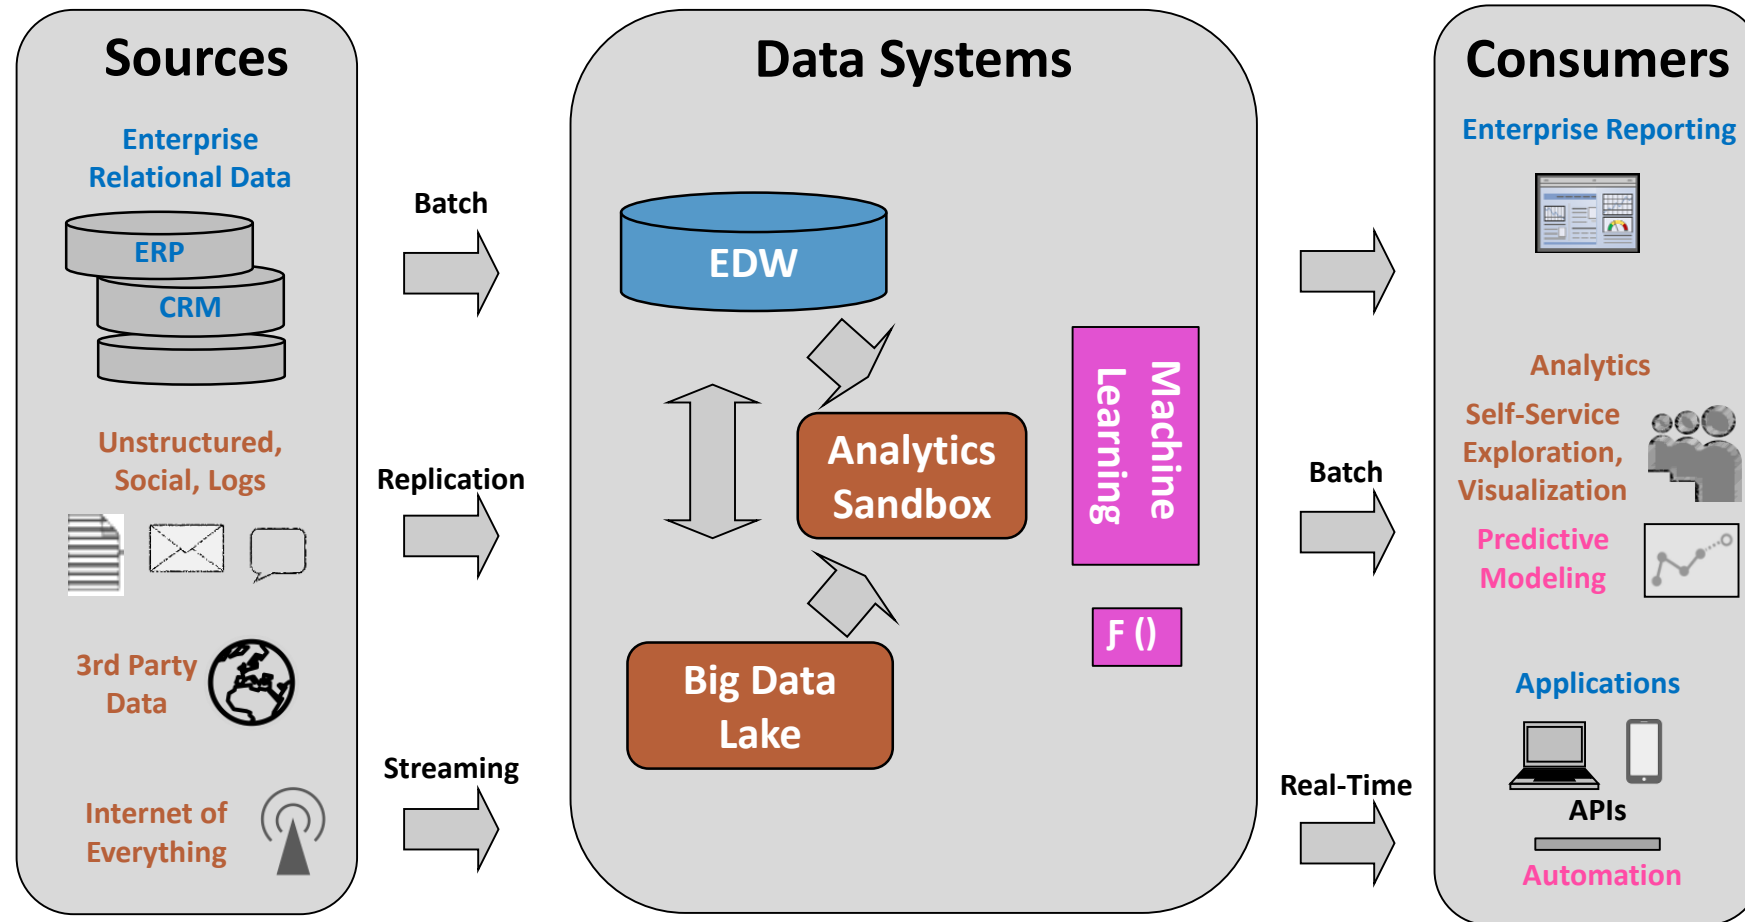 Sources
Enterprise
Relational Data
ERP
CRM
Unstructured,
Social, Logs
3rd Party
Data
Internet of
Everything
Batch
Replication
Streaming
Data Systems
EDW
Analytics
Sandbox
Big Data
Lake
Machine
Learning
Ƒ ()
Batch
Real-Time
Consumers
Enterprise Reporting
Analytics
Self-Service
Exploration,
Visualization
Predictive
Modeling
Applications
APIs
Automation